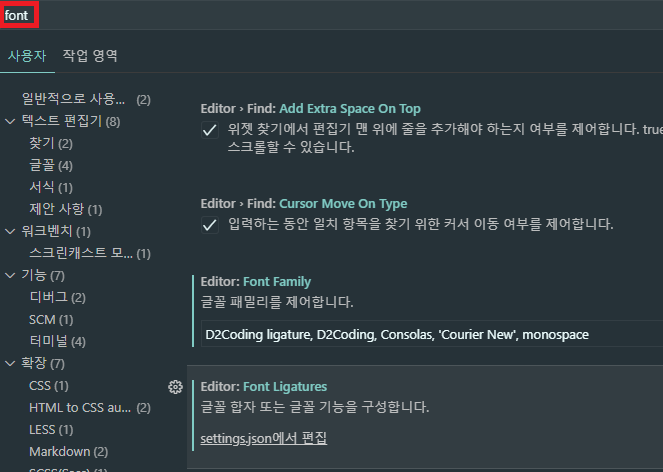 font
사용자 작업 영역
일반적으로 사용... (2)
텍스트 편집기 (8)
찾기 (2)
글꼴 (4)
서식 (1)
제안 사항 (1)
워크벤치 (1)
스크린캐스트 모... (1)
기능 (7)
디버그 (2)
SCM (1)
터미널 (4)
확장 (7)
CSS (1)
HTML to CSS au... (2)
LESS (1)
Markdown (2)
SCSS(Sass) (1)
Editor › Find: Add Extra Space On Top
위젯 찾기에서 편집기 맨 위에 줄을 추가해야 하는지 여부를 제어합니다. true
스크롤할 수 있습니다.
Editor › Find: Cursor Move On Type
입력하는 동안 일치 항목을 찾기 위한 커서 이동 여부를 제어합니다.
Editor: Font Family
글꼴 패밀리를 제어합니다.
D2Coding ligature, D2Coding, Consolas, 'Courier New', monospace
Editor: Font Ligatures
글꼴 합자 또는 글꼴 기능을 구성합니다.
settings.json에서 편집